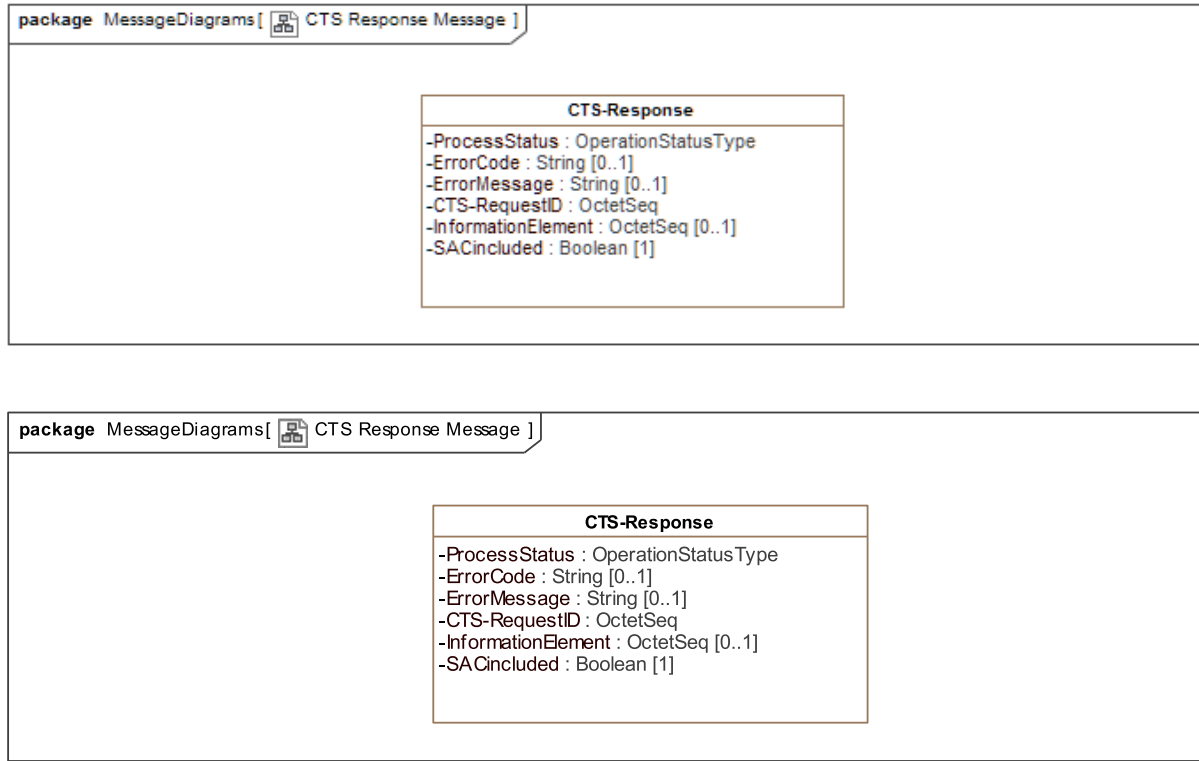 package MessageDiagrams[ CTS Response Message ]
CTS-Response
-ProcessStatus : OperationStatusType
-ErrorCode : String [0..1]
-ErrorMessage : String [0..1]
-CTS-RequestID : OctetSeq
-InformationElement : OctetSeq [0..1]
-SACincluded : Boolean [1]
package MessageDiagrams[ CTS Response Message ]
CTS-Response
-ProcessStatus : OperationStatusType
-ErrorCode : String [0..1]
-ErrorMessage : String [0..1]
-CTS-RequestID : OctetSeq
-InformationElement : OctetSeq [0..1]
-SACincluded : Boolean [1]